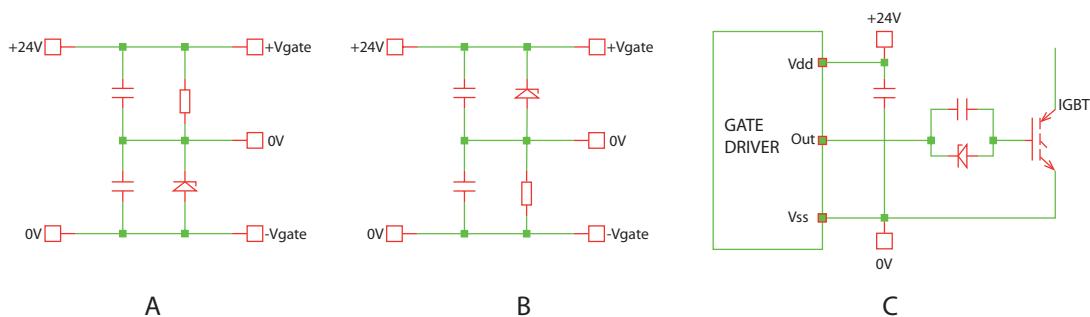 +24V
+Vgate
0V
0V
-Vgate
A
+24V
+Vgate
0V
0V
-Vgate
B
+24V
Vdd
IGBT
GATE
DRIVER
Out
Vss
0V
C